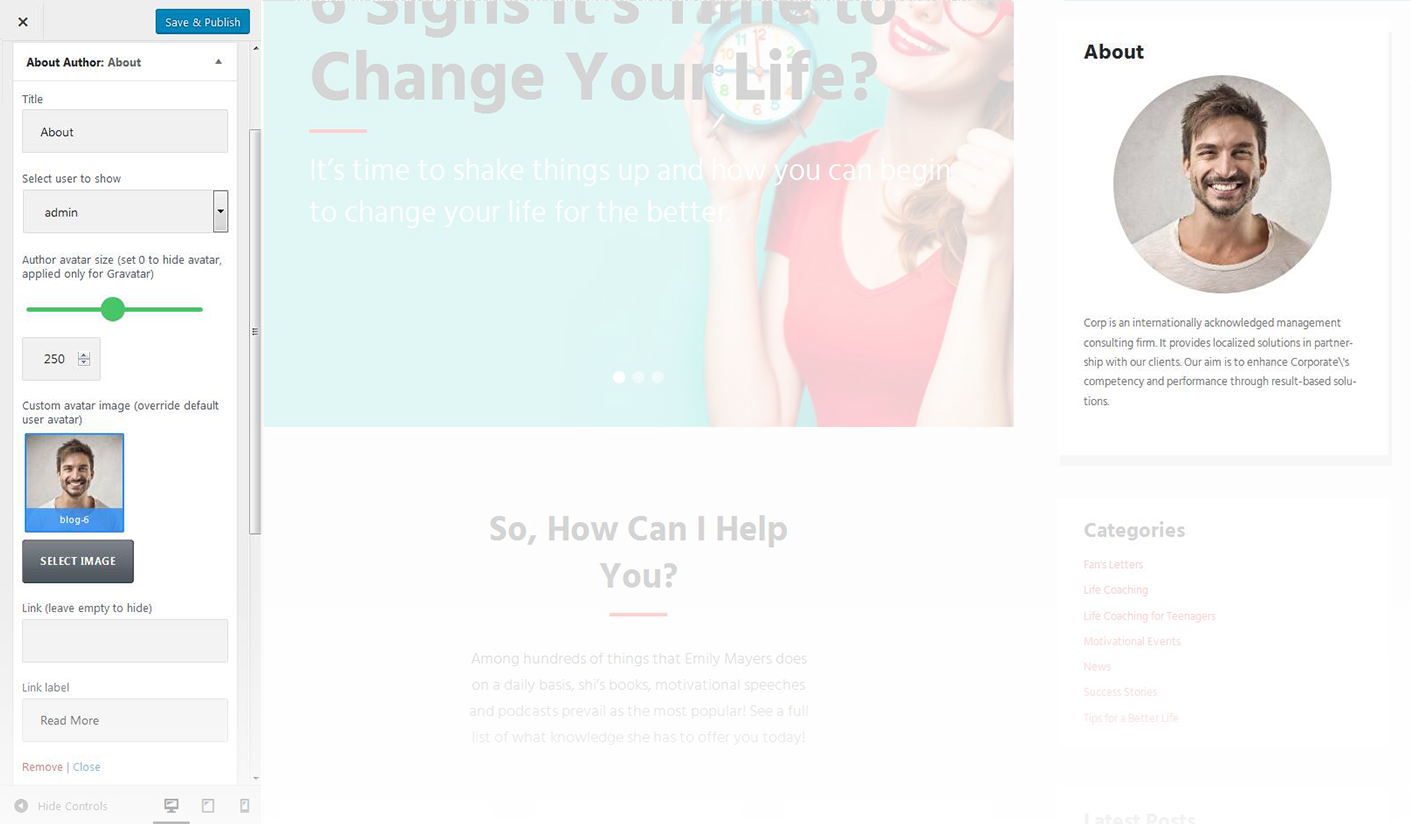 Save & Publish
About Author: About
Title
About
Select user to show
admin
Author avatar size (set 0 to hide avatar,
applied only for Gravatar)
250
Custom avatar image (override default
user avatar)
blog-6
SELECT IMAGE
Link (leave empty to hide)
Link label
Read More
Remove | Close
Hide Controls
6 Signs It's Time to
Change Your Life?
It's time to shake things up and how you can begin
to change your life for the better.
So, How Can I Help
You?
Among hundreds of things that Emily Mayers does
on a daily basis, shi's books, motivational speeches
and podcasts prevail as the most popular! See a full
list of what knowledge she has to offer you today!
About
Corp is an internationally acknowledged management
consulting firm. It provides localized solutions in partner-
ship with our clients. Our aim is to enhance Corporate\'s
competency and performance through result-based solu-
tions.
Categories
Fan's Letters
Life Coaching
Life Coaching for Teenagers
Motivational Events
News
Success Stories
Tips for a Better Life
Latest Posts